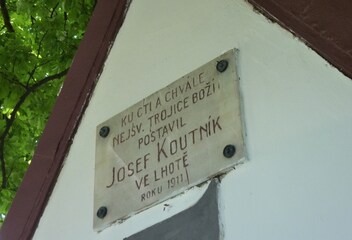 KU CTI A CHVÁLE
NEJSV. TROJICE BOŽÍ
POSTAVIL
JOSEF KOUTNÍK
VE LHOTĚ
ROKU 1911